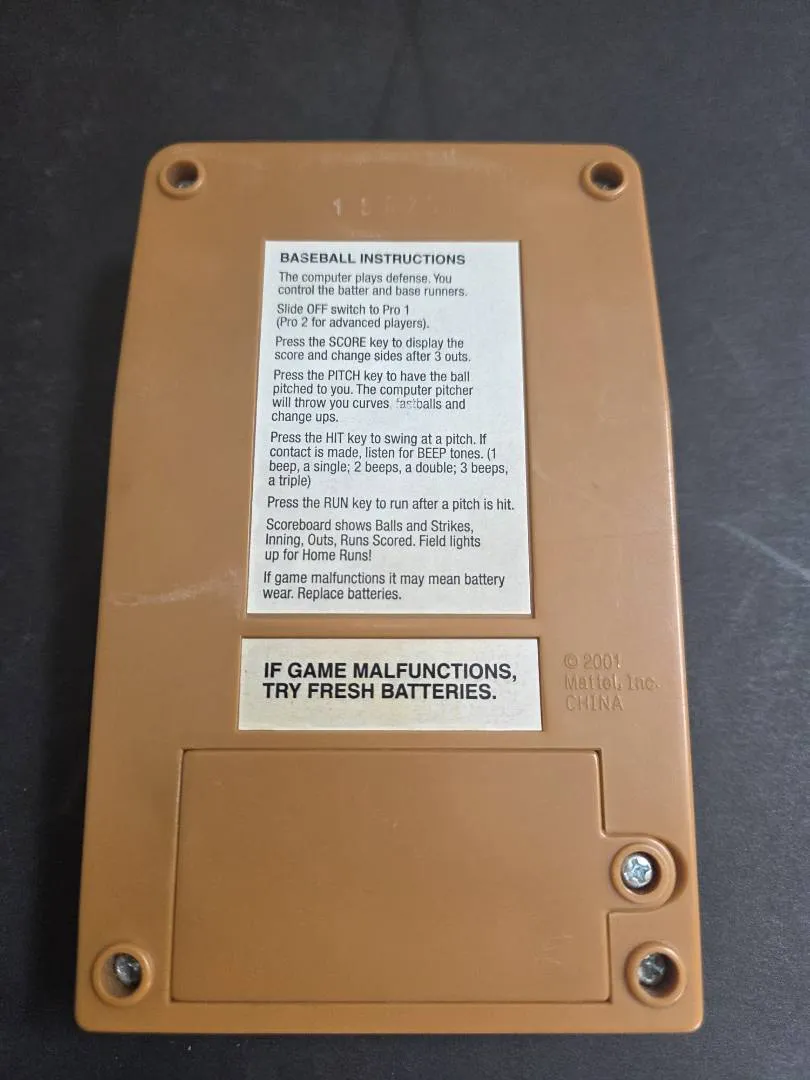 BASEBALL INSTRUCTIONS
The computer plays defense. You
control the batter and base runners.
Slide OFF switch to Pro 1
(Pro 2 for advanced players).
Press the SCORE key to display the
score and change sides after 3 outs.
Press the PITCH key to have the ball
pitched to you. The computer pitcher
will throw you curves, fastballs and
change ups.
Press the HIT key to swing at a pitch. If
contact is made, listen for BEEP tones. (1
beep, a single; 2 beeps, a double; 3 beeps,
a triple)
Press the RUN key to run after a pitch is hit.
Scoreboard shows Balls and Strikes,
Inning, Outs, Runs Scored. Field lights
up for Home Runs!
If game malfunctions it may mean battery
wear. Replace batteries.
IF GAME MALFUNCTIONS,
TRY FRESH BATTERIES.
© 2001
Mattel, Inc.
CHINA